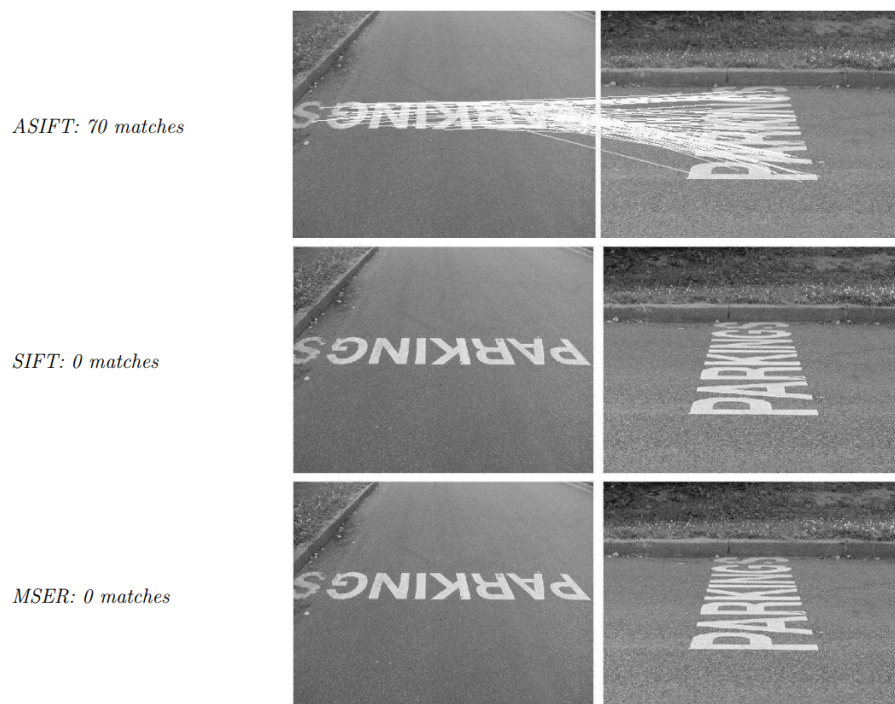 ASIFT: 70 matches
PARKINGS
PARKINGS
SIFT: 0 matches
PARKINGS
PARKINGS
MSER: 0 matches
PARKINGS
PARKINGS